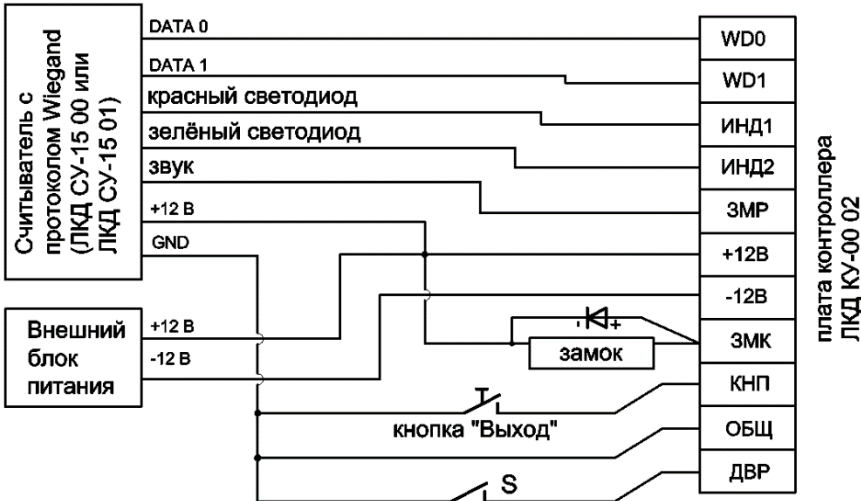 Считыватель с
протоколом Wiegand
(ЛКД СУ-15 00 или
ЛКД СУ-15 01)
DATA 0
DATA 1
красный светодиод
зелёный светодиод
звук
+12 В
GND
Внешний
блок
питания
+12 В
-12 В
- +
замок
кнопка "Выход"
S
WD0
WD1
ИНД1
ИНД2
ЗМР
+12В
-12В
ЗМК
КНП
ОБЩ
ДВР
плата контроллера
ЛКД КУ-00 02